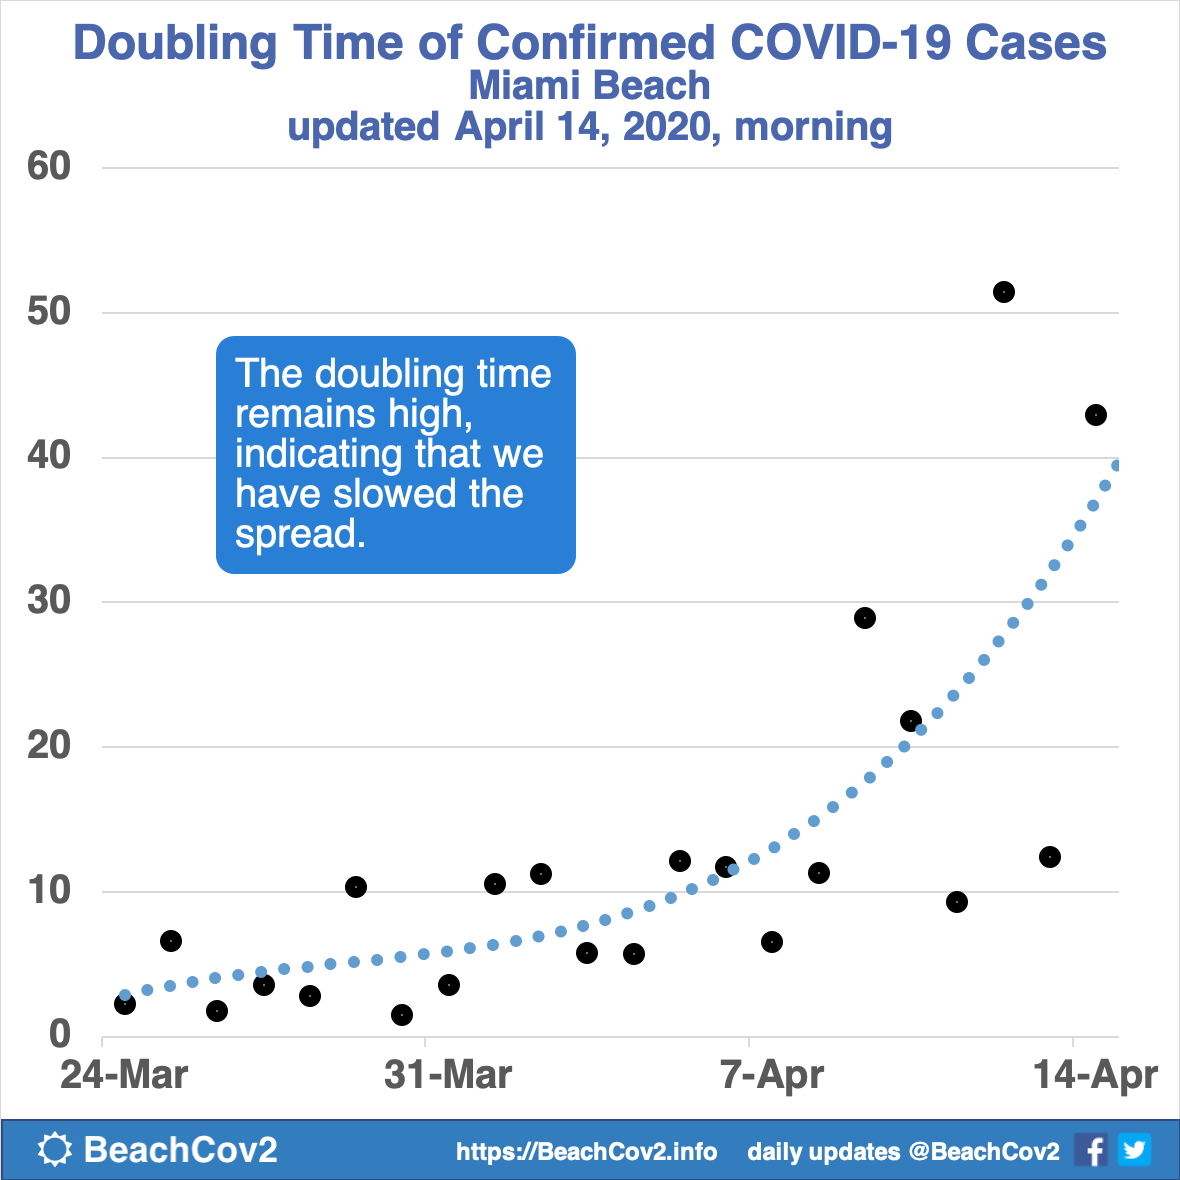 Doubling Time of Confirmed COVID-19 Cases
Miami Beach
updated April 14, 2020, morning
60
50
40
30
20
10
0
The doubling time
remains high,
indicating that we
have slowed the
spread.
24-Mar 31-Mar 7-Apr 14-Apr
BeachCov2 https://BeachCov2.info daily updates @BeachCov2